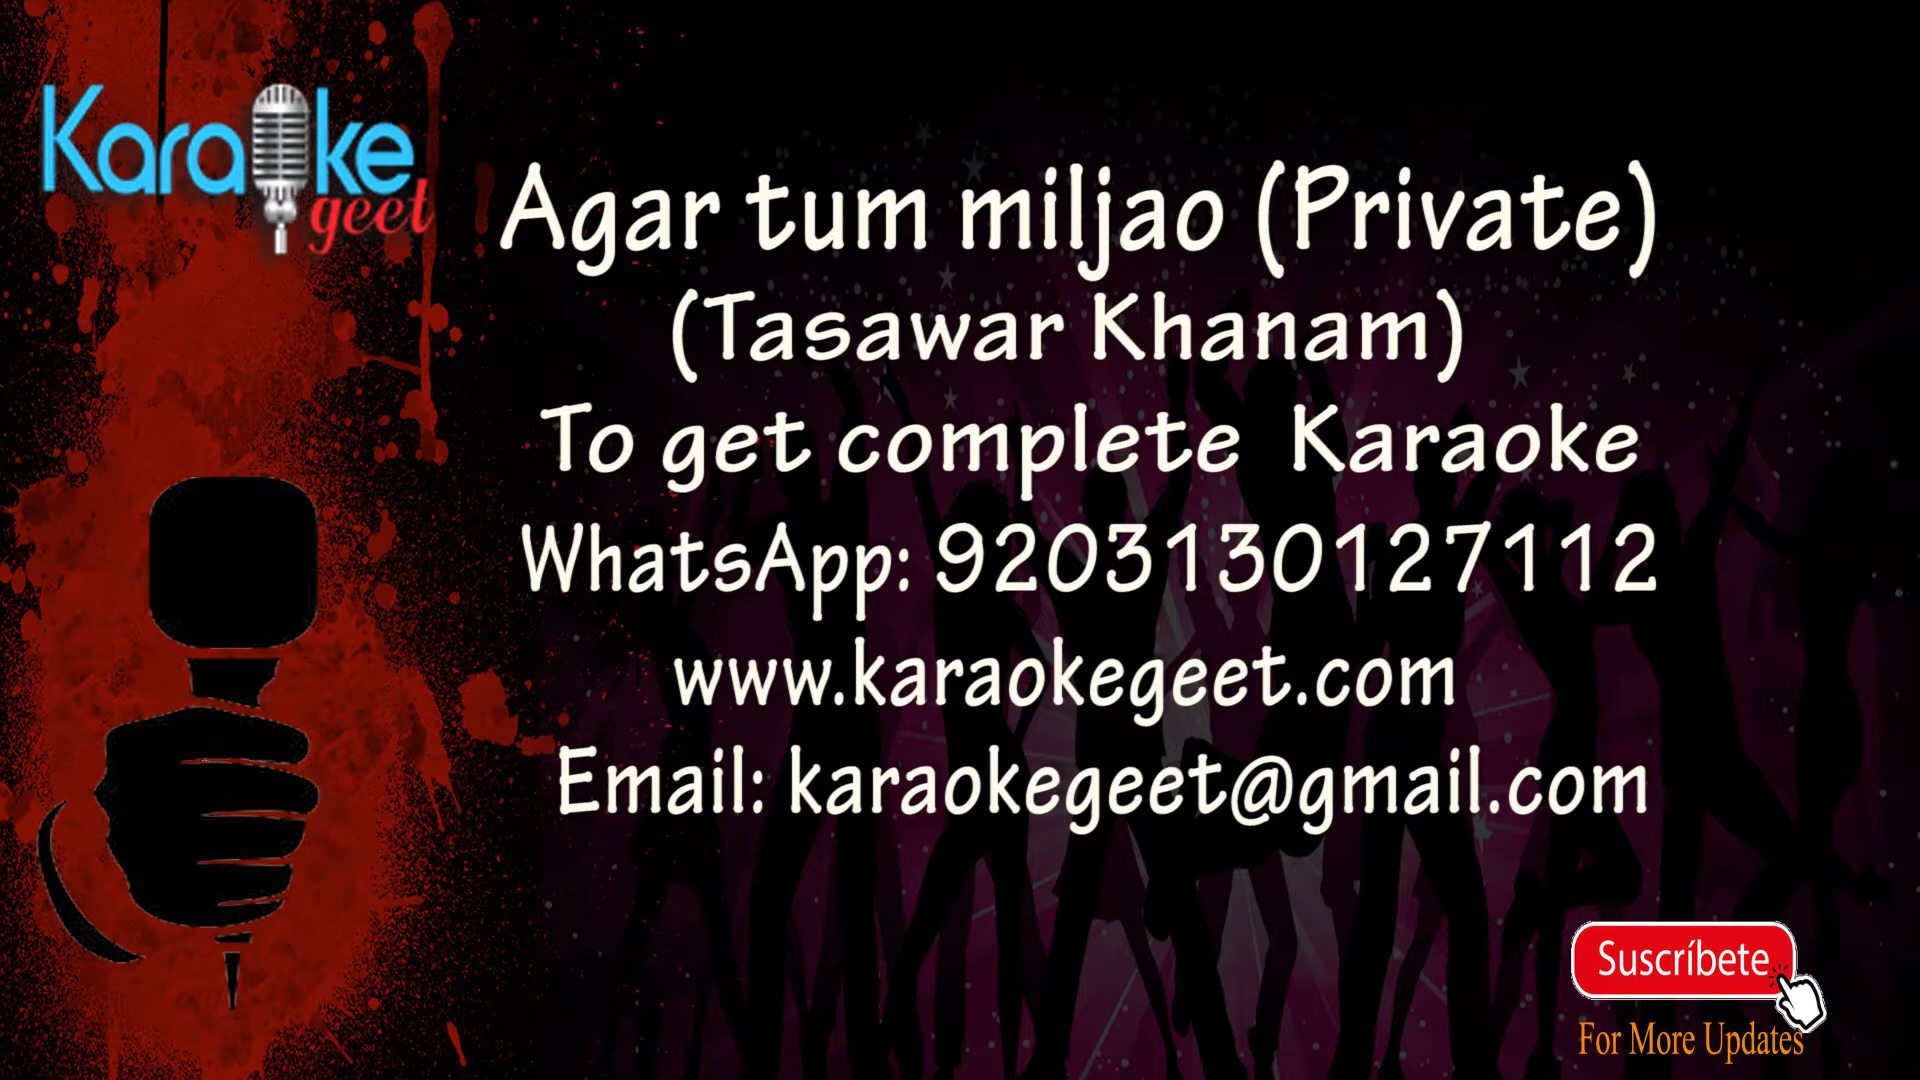 Karaoke
geet
Agar tum miljao (Private)
(Tasawar Khanam)
To get complete Karaoke
WhatsApp: 9203130127112
www.karaokegeet.com
Email: karaokegeet@gmail.com
Suscríbete
For More Updates